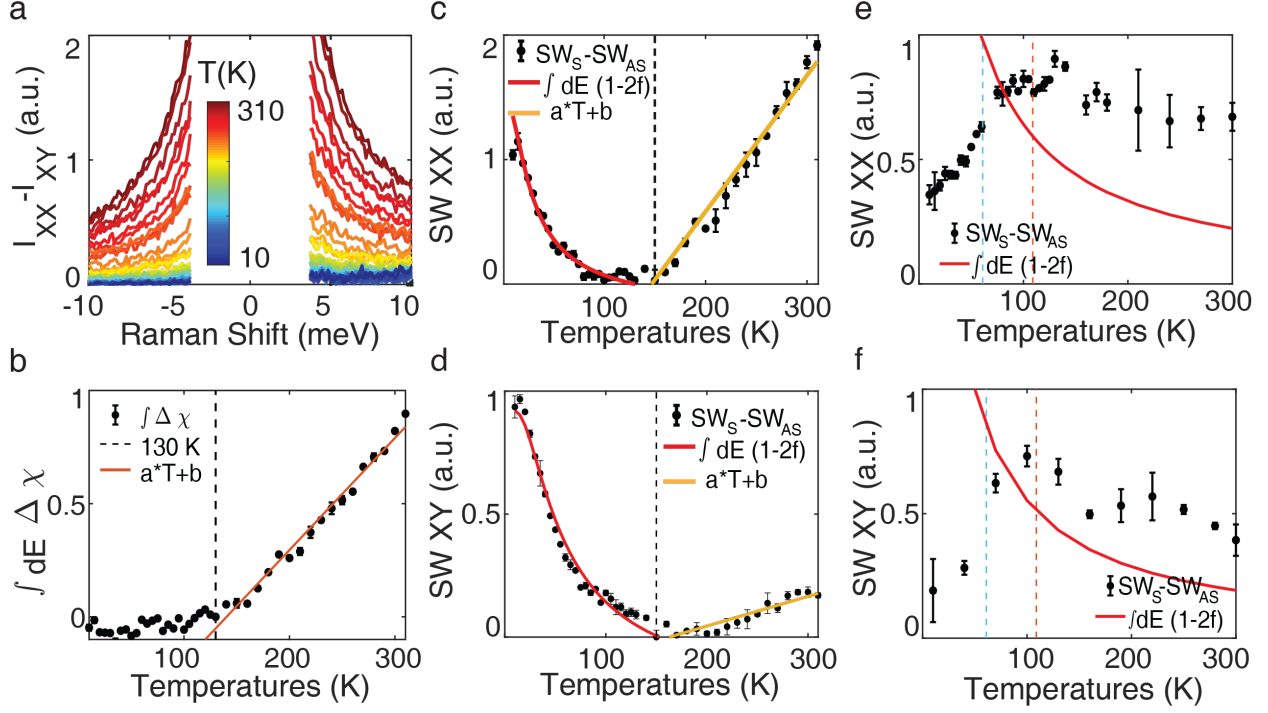 a
I_XX -I_XY (a.u.)
2
1
0
T(K)
310
10
-10
-5
0
5
10
Raman Shift (meV)
b
∫ dE Δ χ
1
0.5
0
∫ Δ χ
130 K
a*T+b
100
200
300
Temperatures (K)
c
SW XX (a.u.)
2
1
0
SW_S-SW_AS
∫ dE (1-2f)
a*T+b
100
200
300
Temperatures (K)
d
SW XY (a.u.)
1
0.5
0
SW_S-SW_AS
∫ dE (1-2f)
a*T+b
100
200
300
Temperatures (K)
e
SW XX (a.u.)
1
0.5
0
SW_S-SW_AS
∫ dE (1-2f)
100
200
300
Temperatures (K)
f
SW XY (a.u.)
1
0.5
0
SW_S-SW_AS
∫dE (1-2f)
100
200
300
Temperatures (K)